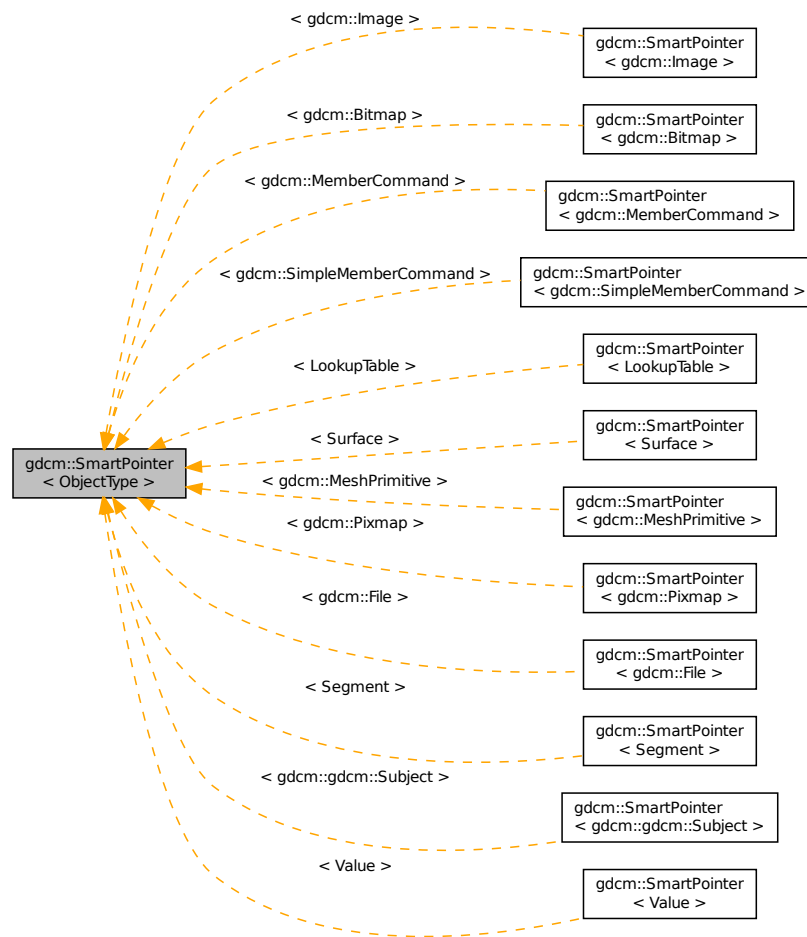 < gdcm::Image >
gdcm::SmartPointer
< gdcm::Image >
< gdcm::Bitmap >
gdcm::SmartPointer
< gdcm::Bitmap >
< gdcm::MemberCommand >
gdcm::SmartPointer
< gdcm::MemberCommand >
< gdcm::SimpleMemberCommand >
gdcm::SmartPointer
< gdcm::SimpleMemberCommand >
< LookupTable >
gdcm::SmartPointer
< LookupTable >
< Surface >
gdcm::SmartPointer
< Surface >
gdcm::SmartPointer
< ObjectType >
< gdcm::MeshPrimitive >
gdcm::SmartPointer
< gdcm::MeshPrimitive >
< gdcm::Pixmap >
gdcm::SmartPointer
< gdcm::Pixmap >
< gdcm::File >
gdcm::SmartPointer
< gdcm::File >
< Segment >
gdcm::SmartPointer
< Segment >
< gdcm::gdcm::Subject >
gdcm::SmartPointer
< gdcm::gdcm::Subject >
< Value >
gdcm::SmartPointer
< Value >